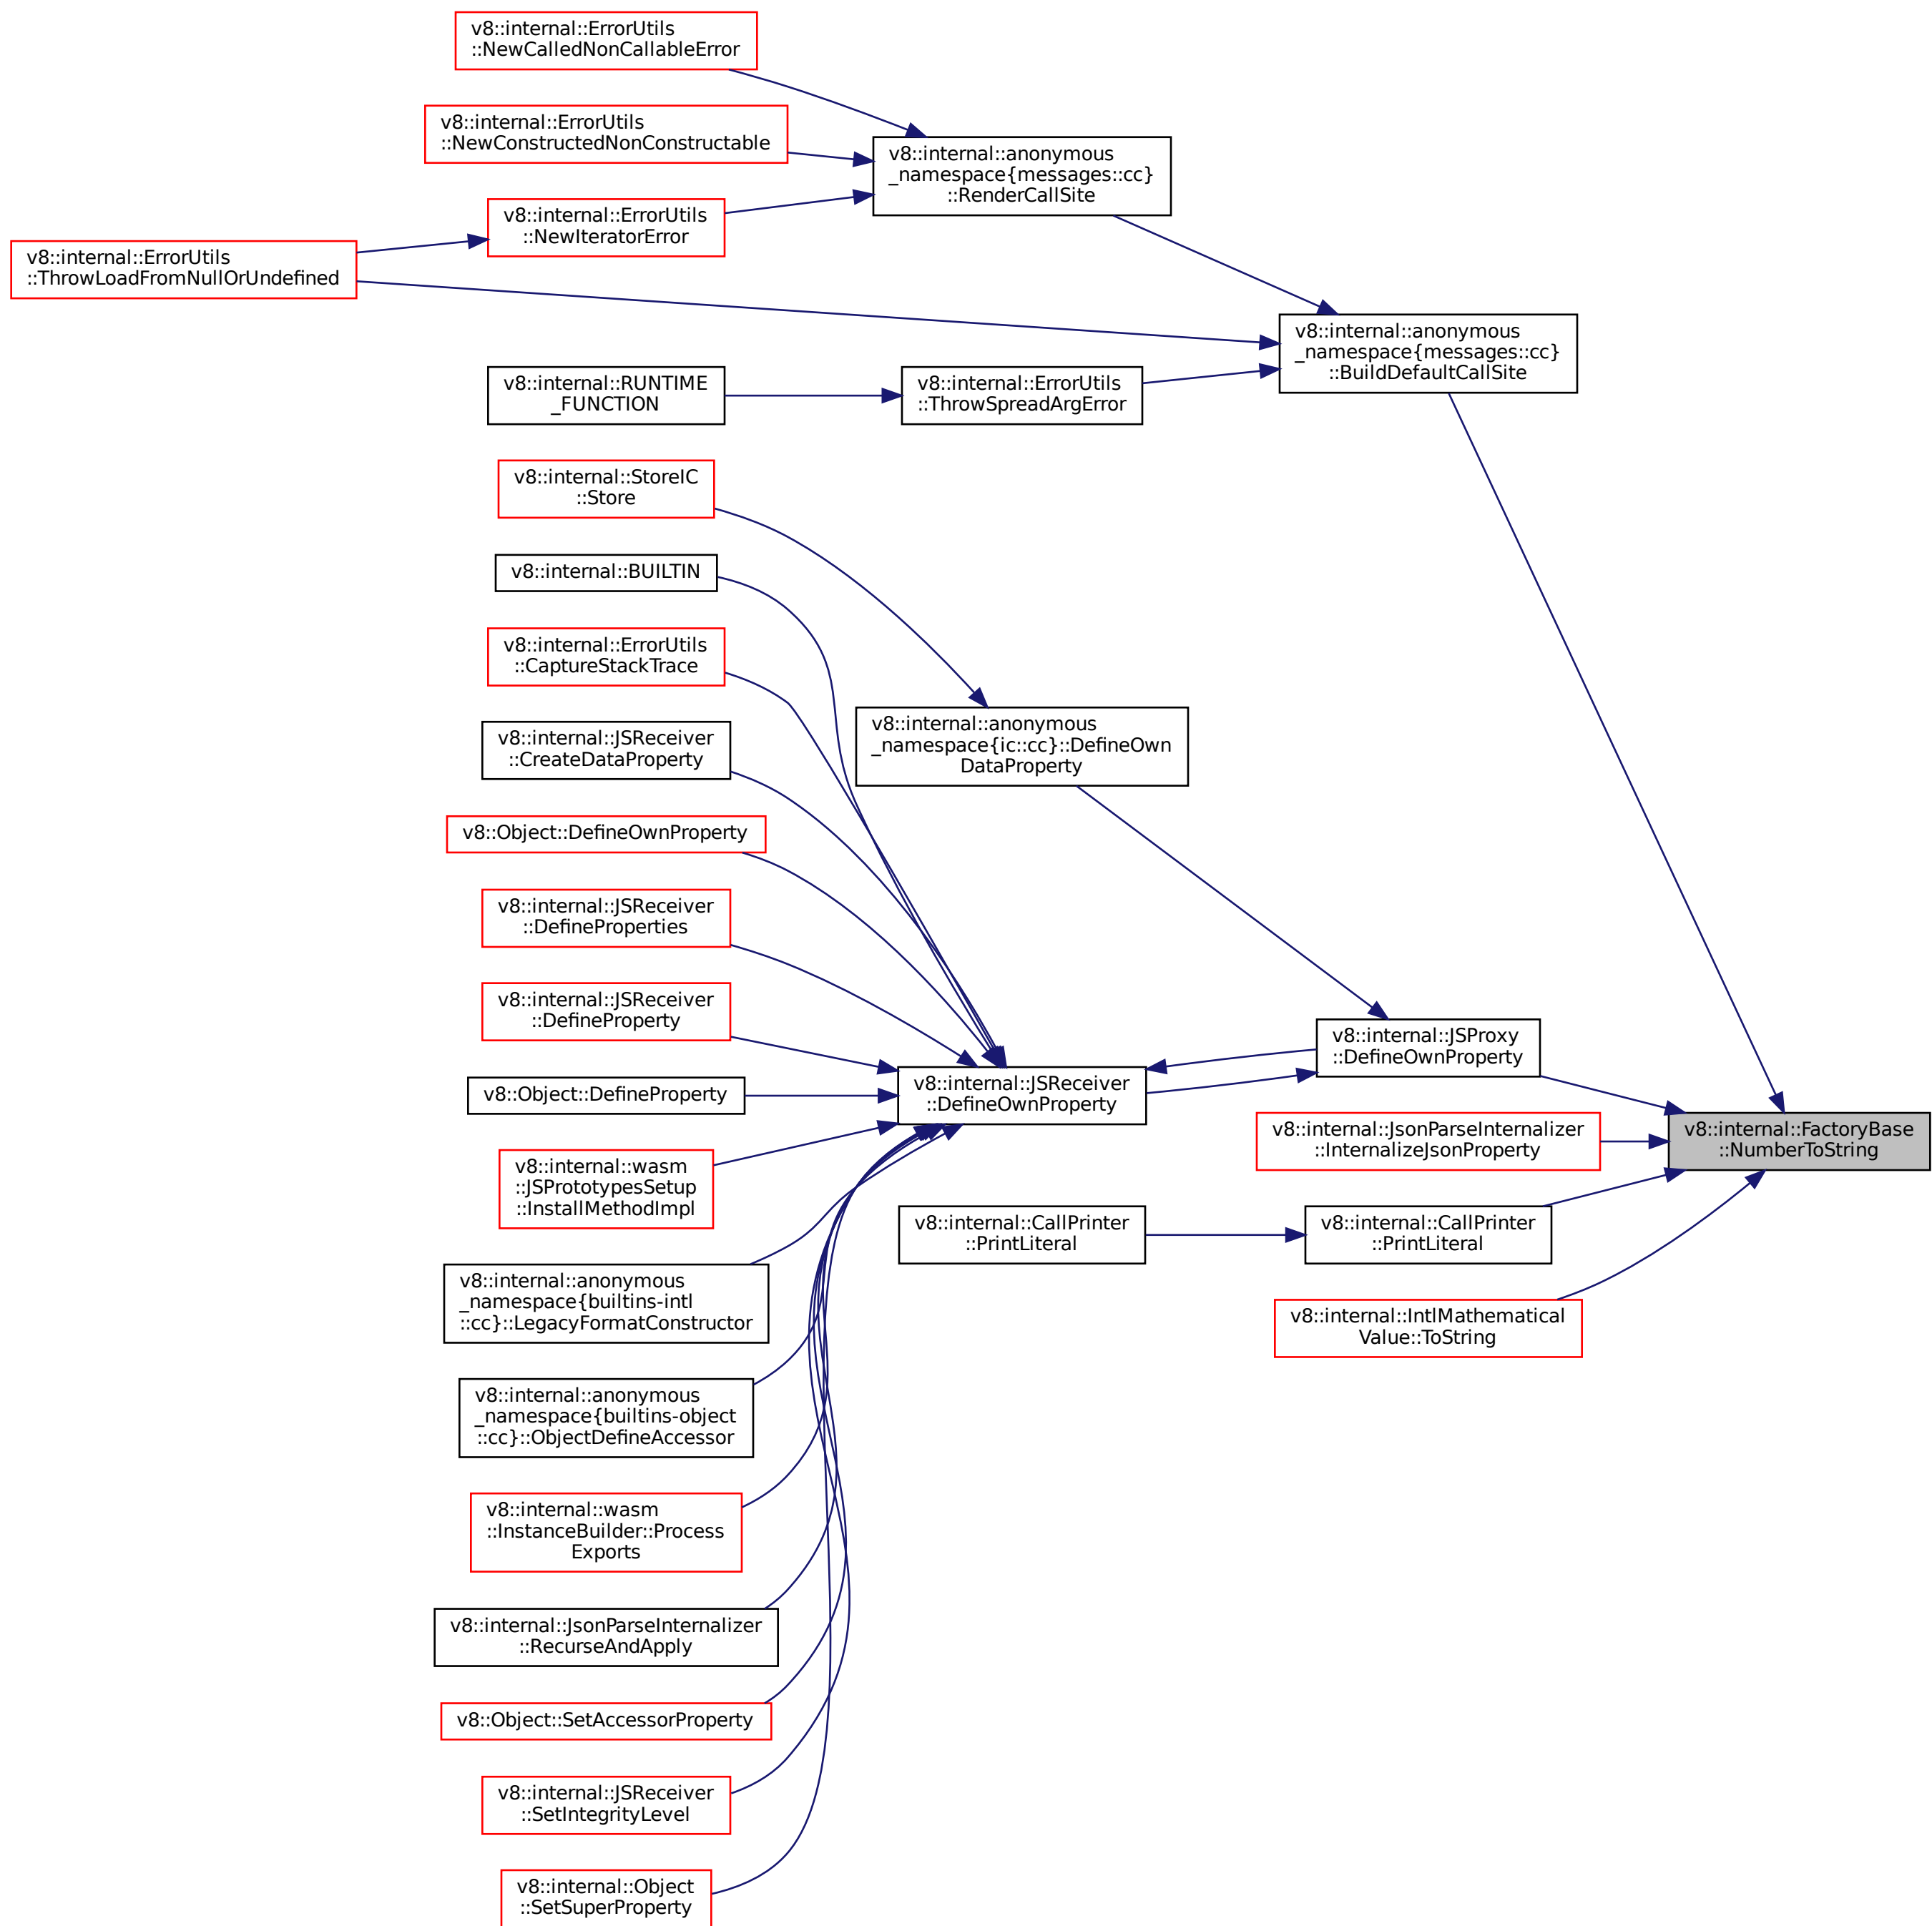 v8::internal::ErrorUtils
::NewCalledNonCallableError
v8::internal::ErrorUtils
::NewConstructedNonConstructable
v8::internal::anonymous
_namespace{messages::cc}
::RenderCallSite
v8::internal::ErrorUtils
::NewIteratorError
v8::internal::ErrorUtils
::ThrowLoadFromNullOrUndefined
v8::internal::anonymous
_namespace{messages::cc}
::BuildDefaultCallSite
v8::internal::RUNTIME
_FUNCTION
v8::internal::ErrorUtils
::ThrowSpreadArgError
v8::internal::StoreIC
::Store
v8::internal::BUILTIN
v8::internal::ErrorUtils
::CaptureStackTrace
v8::internal::anonymous
_namespace{ic::cc}::DefineOwn
DataProperty
v8::internal::JSReceiver
::CreateDataProperty
v8::Object::DefineOwnProperty
v8::internal::JSReceiver
::DefineProperties
v8::internal::JSReceiver
::DefineProperty
v8::internal::JSProxy
::DefineOwnProperty
v8::Object::DefineProperty
v8::internal::JSReceiver
::DefineOwnProperty
v8::internal::JsonParseInternalizer
::InternalizeJsonProperty
v8::internal::FactoryBase
::NumberToString
v8::internal::wasm
::JSPrototypesSetup
::InstallMethodImpl
v8::internal::CallPrinter
::PrintLiteral
v8::internal::CallPrinter
::PrintLiteral
v8::internal::anonymous
_namespace{builtins-intl
::cc}::LegacyFormatConstructor
v8::internal::IntlMathematical
Value::ToString
v8::internal::anonymous
_namespace{builtins-object
::cc}::ObjectDefineAccessor
v8::internal::wasm
::InstanceBuilder::Process
Exports
v8::internal::JsonParseInternalizer
::RecurseAndApply
v8::Object::SetAccessorProperty
v8::internal::JSReceiver
::SetIntegrityLevel
v8::internal::Object
::SetSuperProperty